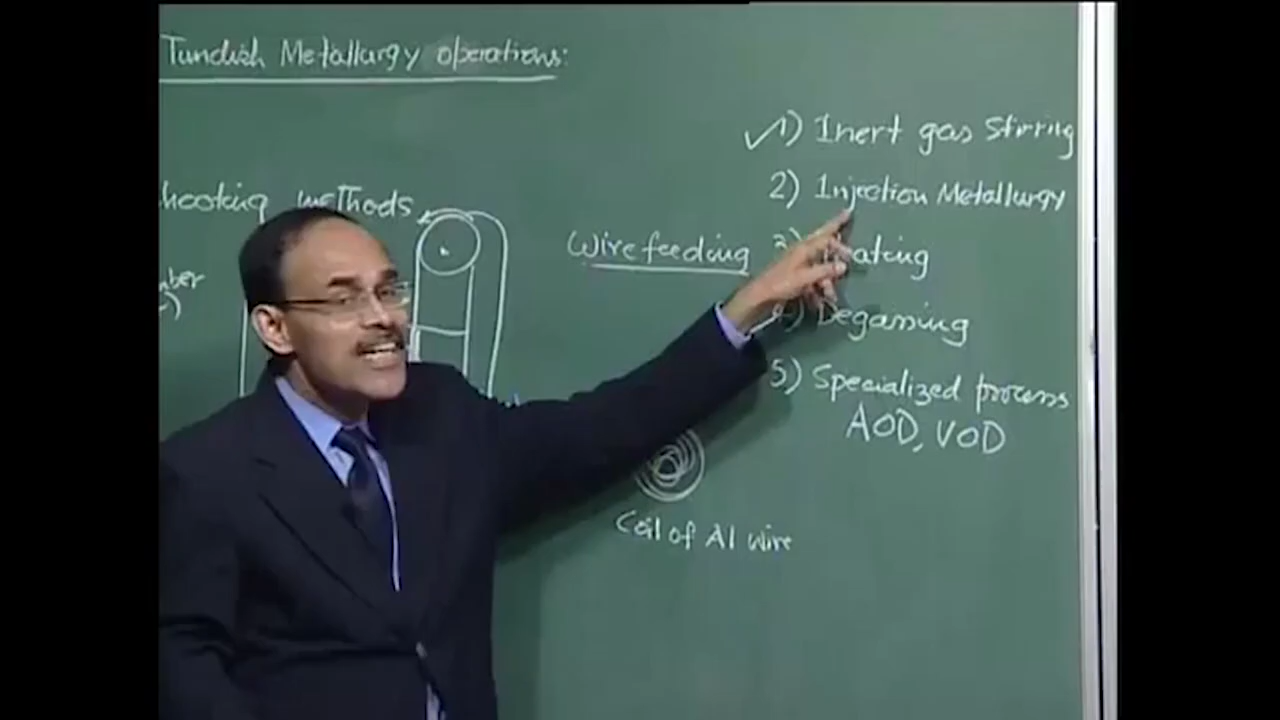 Tundish Metallurgy operations:
methods
Wire feeding
1) Inert gas Stirring
2) Injection Metallurgy
Degassing
5) Specialized process
AOD, VOD
Coil of Al wire